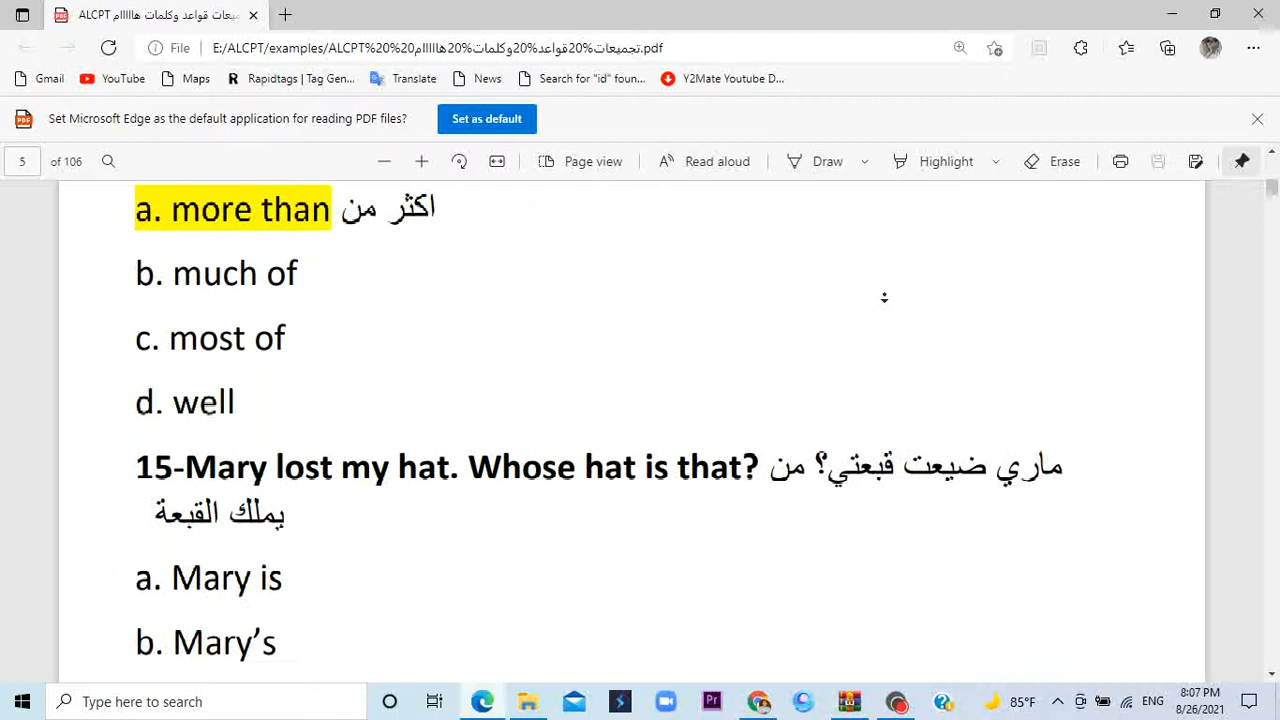 ALCPT تجميعات قواعد وكلمات هااااام
File
E:/ALCPT/examples/ALCPT%20%20تجميعات%20قواعد%20وكلمات%20هااااام.pdf
Gmail YouTube Maps Rapidtags | Tag Gen... Translate News Search for "id" foun... Y2Mate Youtube D...
Set Microsoft Edge as the default application for reading PDF files? Set as default
5 of 106 Page view Read aloud Draw Highlight Erase
a. more than اكثر من
b. much of
c. most of
d. well
15-Mary lost my hat. Whose hat is that? ماري ضيعت قبعتي؟ من
يملك القبعة
a. Mary is
b. Mary’s
Type here to search 85°F ENG 8:07 PM
8/26/2021